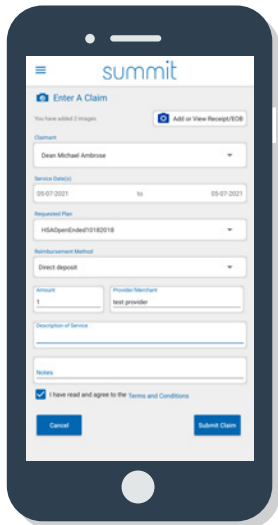 summit
Enter A Claim
You have added 2 images.
Add or View Receipt/EOB
Claimant
Dean Michael Ambrose
Service Date(s)
05-07-2021 to 05-07-2021
Requested Plan
HSAOpenEnded10182018
Reimbursement Method
Direct deposit
Amount Provider/Merchant
1 test provider
Description of Service
Notes
I have read and agree to the Terms and Conditions
Cancel Submit Claim